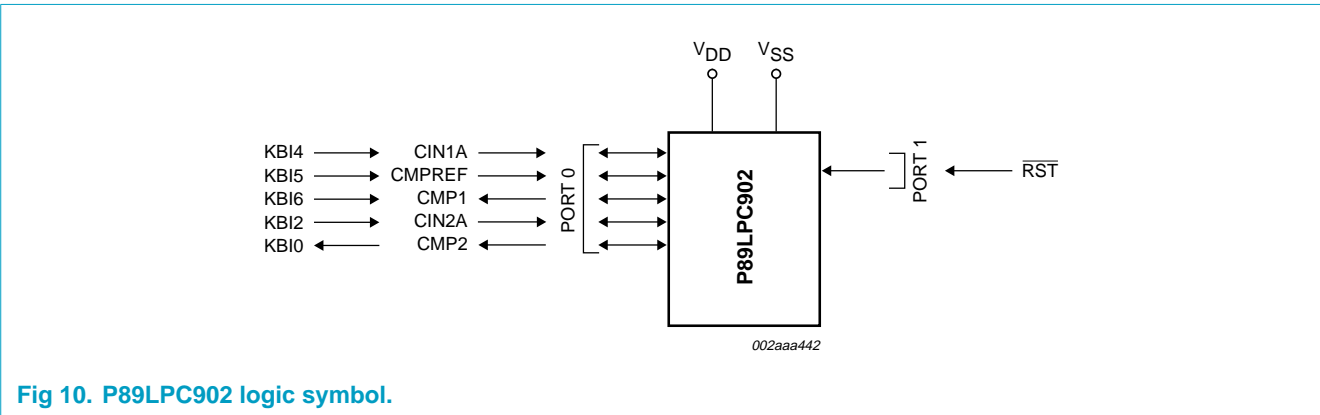 VDD VSS
KBI4 CIN1A
KBI5 CMPREF
KBI6 CMP1
KBI2 CIN2A
KBI0 CMP2
PORT 0
P89LPC902
PORT 1
RST
002aaa442
Fig 10. P89LPC902 logic symbol.